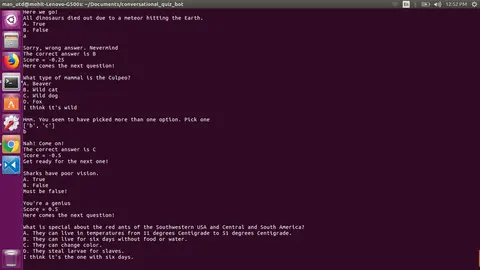 man_utd@mohit-Lenovo-G500s: ~/Documents/conversational_quiz_bot
12:52 PM
Here we go!
All dinosaurs died out due to a meteor hitting the Earth.
A. True
B. False
a
Sorry, wrong answer. Nevermind
The correct answer is B
Score = -0.25
Here comes the next question!
What type of mammal is the Culpeo?
A. Beaver
B. Wild cat
C. Wild dog
D. Fox
I think it's wild
MMM. You seem to have picked more than one option. Pick one
['b', 'c']
b
Nah! Come on!
The correct answer is C
Score = -0.5
Get ready for the next one!
Sharks have poor vision.
A. True
B. False
Must be false!
You're a genius
Score = 0.5
Here comes the next question!
What is special about the red ants of the Southwestern USA and Central and South America?
A. They can live in temperatures from 11 degrees Centigrade to 51 degrees Centigrade.
B. They can live for six days without food or water.
C. They can change color.
D. They steal larvae for slaves.
I think it's the one with six days.